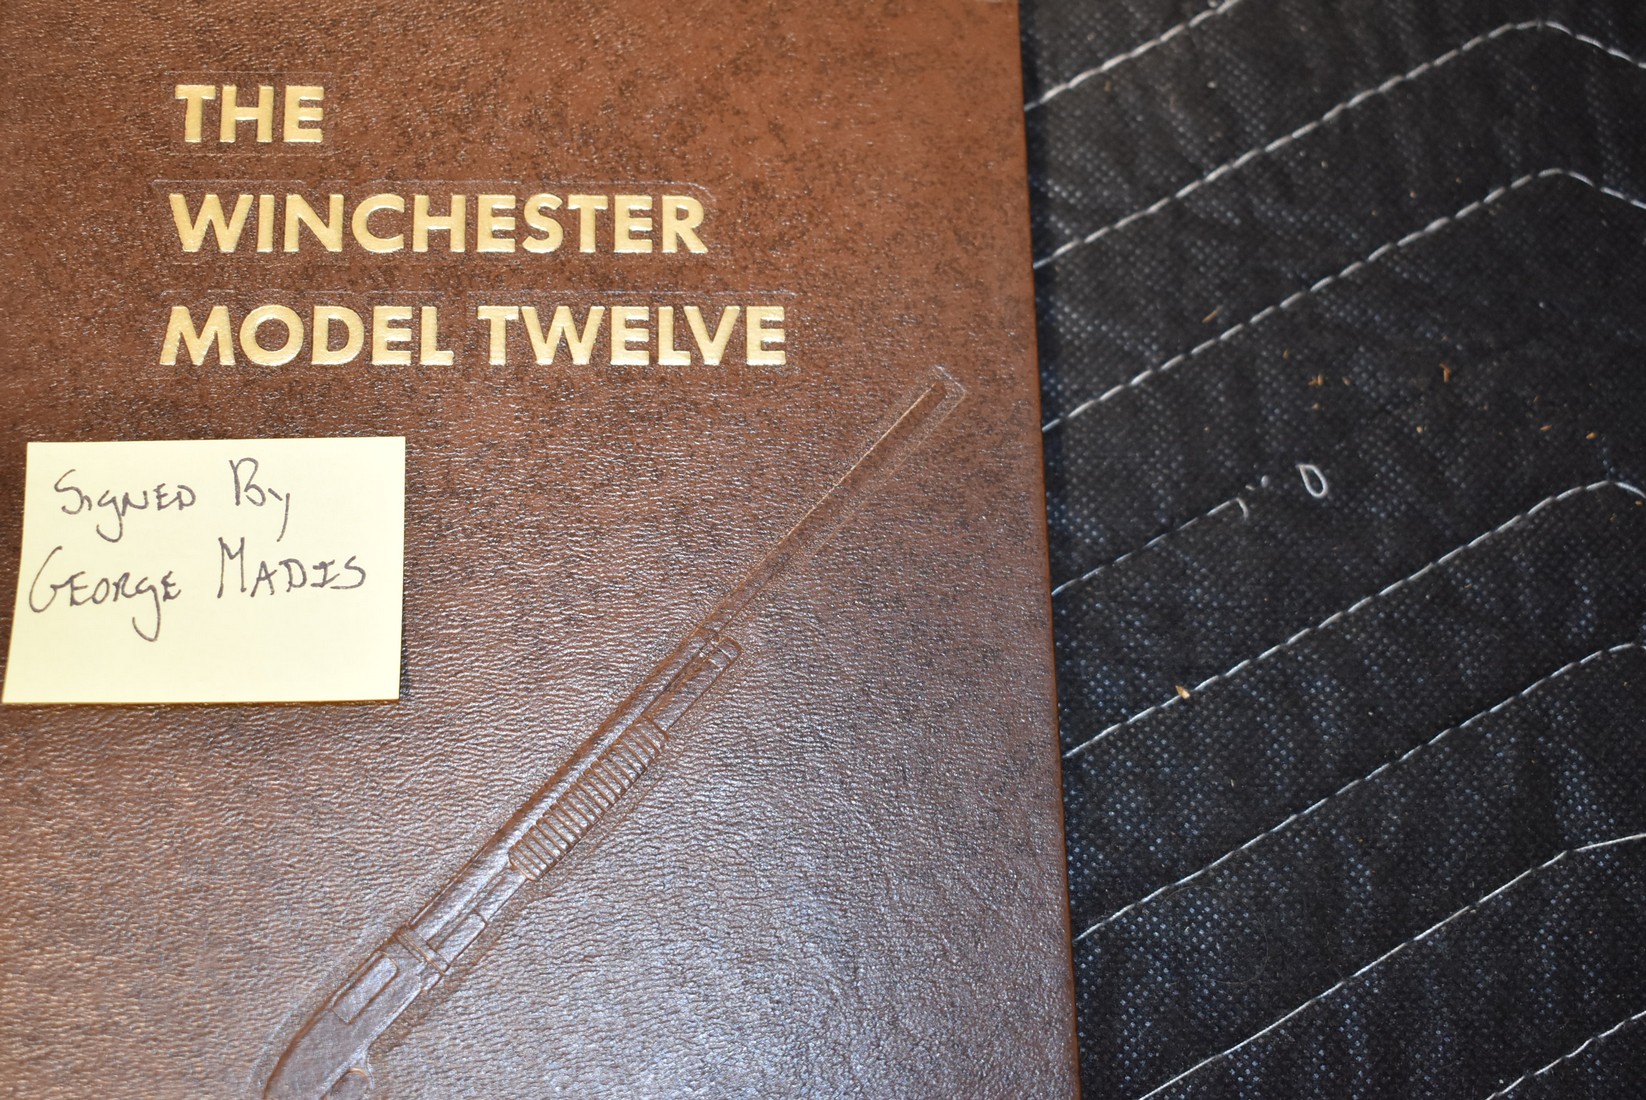 THE
WINCHESTER
MODEL TWELVE
Signed By
George Madis